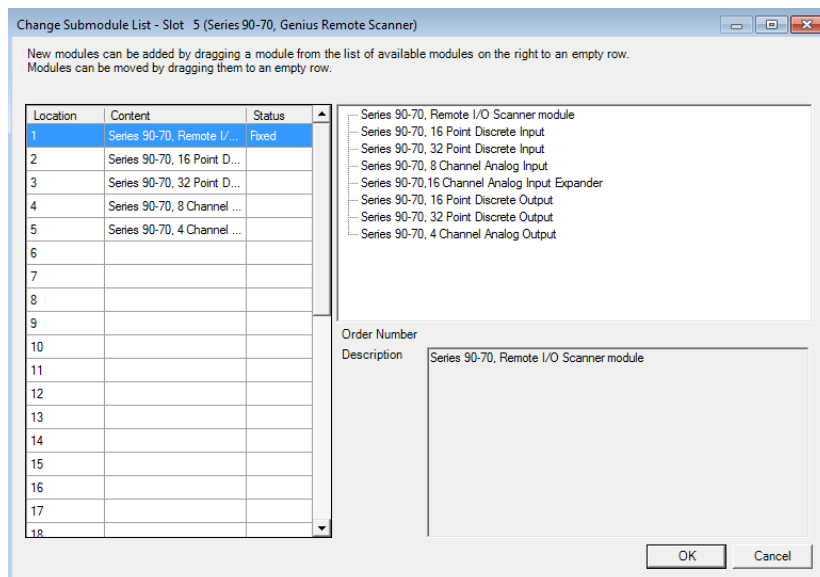 Change Submodule List - Slot 5 (Series 90-70, Genius Remote Scanner)
New modules can be added by dragging a module from the list of available modules on the right to an empty row.
Modules can be moved by dragging them to an empty row.
Location Content Status
1 Series 90-70, Remote I/... Fixed
2 Series 90-70, 16 Point D...
3 Series 90-70, 32 Point D...
4 Series 90-70, 8 Channel ...
5 Series 90-70, 4 Channel ...
6
7
8
9
10
11
12
13
14
15
16
17
18
Series 90-70, Remote I/O Scanner module
Series 90-70, 16 Point Discrete Input
Series 90-70, 32 Point Discrete Input
Series 90-70, 8 Channel Analog Input
Series 90-70,16 Channel Analog Input Expander
Series 90-70, 16 Point Discrete Output
Series 90-70, 32 Point Discrete Output
Series 90-70, 4 Channel Analog Output
Order Number
Description
Series 90-70, Remote I/O Scanner module
OK Cancel